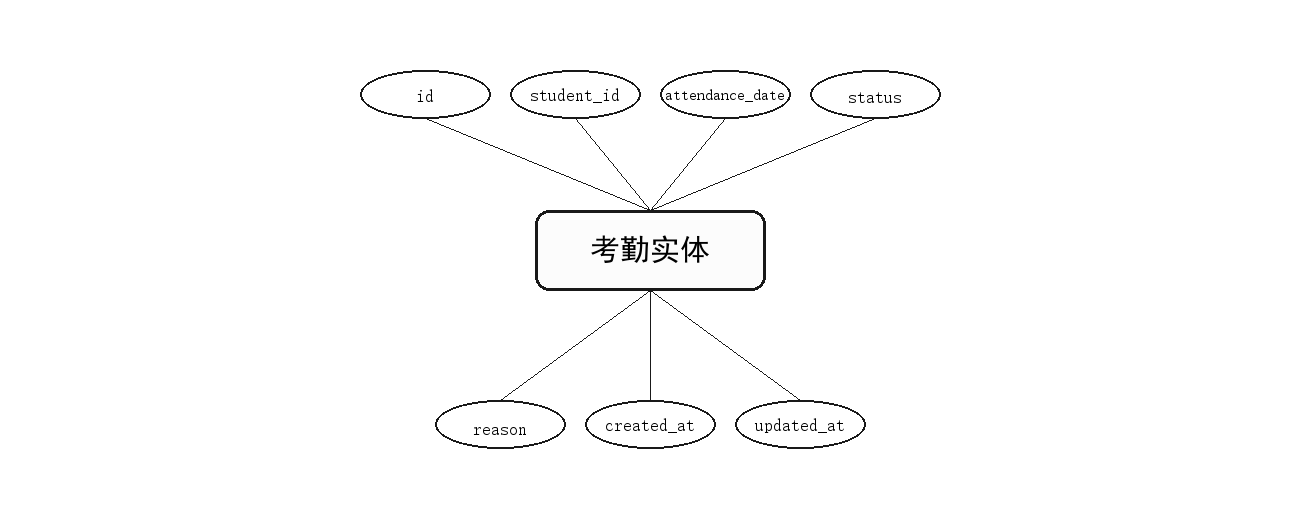 id
student_id
attendance_date
status
考勤实体
reason
created_at
updated_at